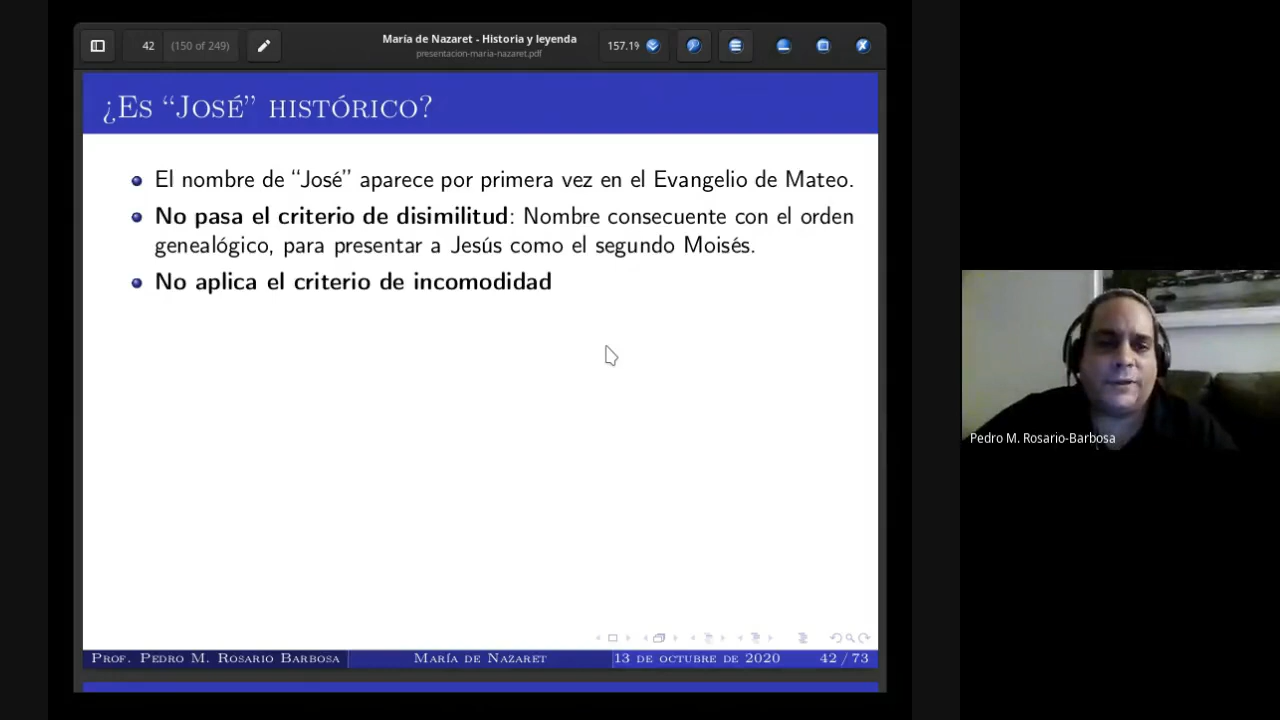 42
(150 of 249)
María de Nazaret - Historia y leyenda
presentacion-maria-nazaret.pdf
157.19
¿Es “José” histórico?
El nombre de “José” aparece por primera vez en el Evangelio de Mateo.
No pasa el criterio de disimilitud: Nombre consecuente con el orden
genealógico, para presentar a Jesús como el segundo Moisés.
No aplica el criterio de incomodidad
Pedro M. Rosario-Barbosa
Prof. Pedro M. Rosario Barbosa
María de Nazaret
13 de octubre de 2020
42 / 73